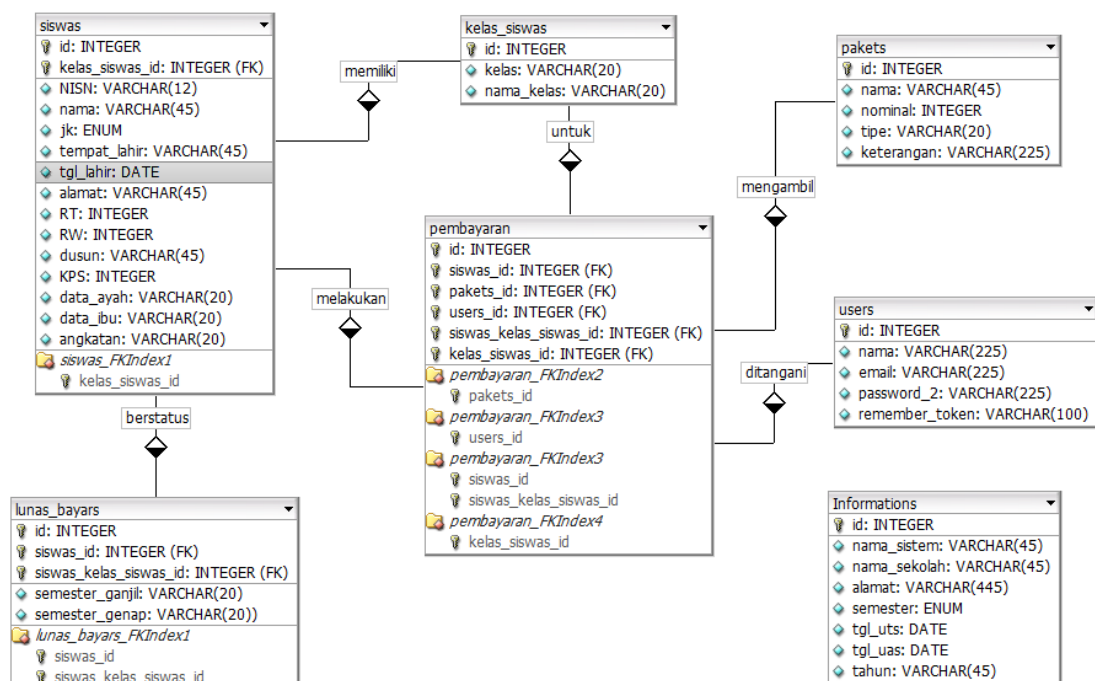 siswas
id: INTEGER
kelas_siswas_id: INTEGER (FK)
NISN: VARCHAR(12)
nama: VARCHAR(45)
jk: ENUM
tempat_lahir: VARCHAR(45)
tgl_lahir: DATE
alamat: VARCHAR(45)
RT: INTEGER
RW: INTEGER
dusun: VARCHAR(45)
KPS: INTEGER
data_ayah: VARCHAR(20)
data_ibu: VARCHAR(20)
angkatan: VARCHAR(20)
siswas_FKIndex1
kelas_siswas_id
memiliki
kelas_siswas
id: INTEGER
kelas: VARCHAR(20)
nama_kelas: VARCHAR(20)
untuk
pakets
id: INTEGER
nama: VARCHAR(45)
nominal: INTEGER
tipe: VARCHAR(20)
keterangan: VARCHAR(225)
mengambil
melakukan
pembayaran
id: INTEGER
siswas_id: INTEGER (FK)
pakets_id: INTEGER (FK)
users_id: INTEGER (FK)
siswas_kelas_siswas_id: INTEGER (FK)
kelas_siswas_id: INTEGER (FK)
pembayaran_FKIndex2
pakets_id
pembayaran_FKIndex3
users_id
pembayaran_FKIndex3
siswas_id
siswas_kelas_siswas_id
pembayaran_FKIndex4
kelas_siswas_id
ditangani
users
id: INTEGER
nama: VARCHAR(225)
email: VARCHAR(225)
password_2: VARCHAR(225)
remember_token: VARCHAR(100)
berstatus
lunas_bayars
id: INTEGER
siswas_id: INTEGER (FK)
siswas_kelas_siswas_id: INTEGER (FK)
semester_ganjil: VARCHAR(20)
semester_genap: VARCHAR(20))
lunas_bayars_FKIndex1
siswas_id
siswas_kelas_siswas_id
Informations
id: INTEGER
nama_sistem: VARCHAR(45)
nama_sekolah: VARCHAR(45)
alamat: VARCHAR(445)
semester: ENUM
tgl_uts: DATE
tgl_uas: DATE
tahun: VARCHAR(45)